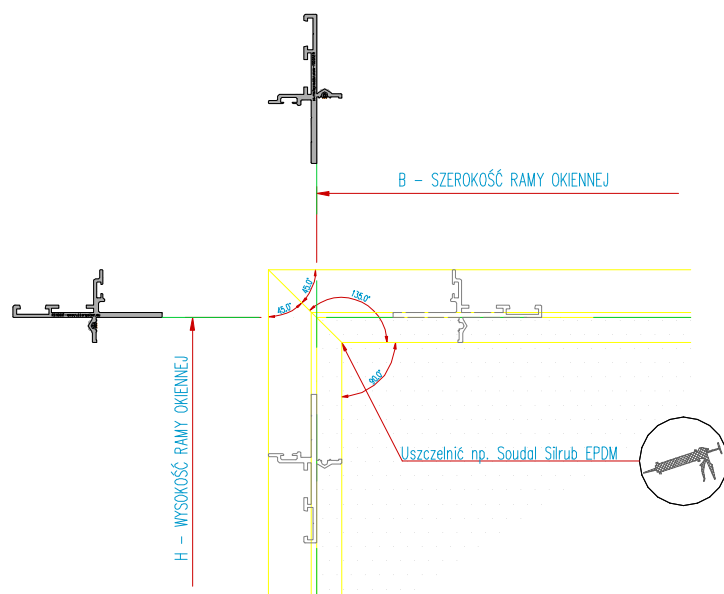 B – SZEROKOŚĆ RAMY OKIENNEJ
45.0°
45.0°
135.0°
90.0°
H – WYSOKOŚĆ RAMY OKIENNEJ
Uszczelnić np. Soudal Silrub EPDM